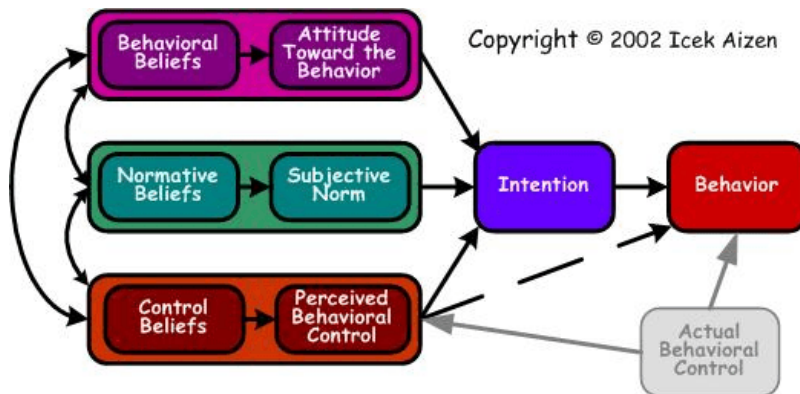 Behavioral
Beliefs
Attitude
Toward the
Behavior
Copyright © 2002 Icek Aizen
Normative
Beliefs
Subjective
Norm
Intention
Behavior
Control
Beliefs
Perceived
Behavioral
Control
Actual
Behavioral
Control